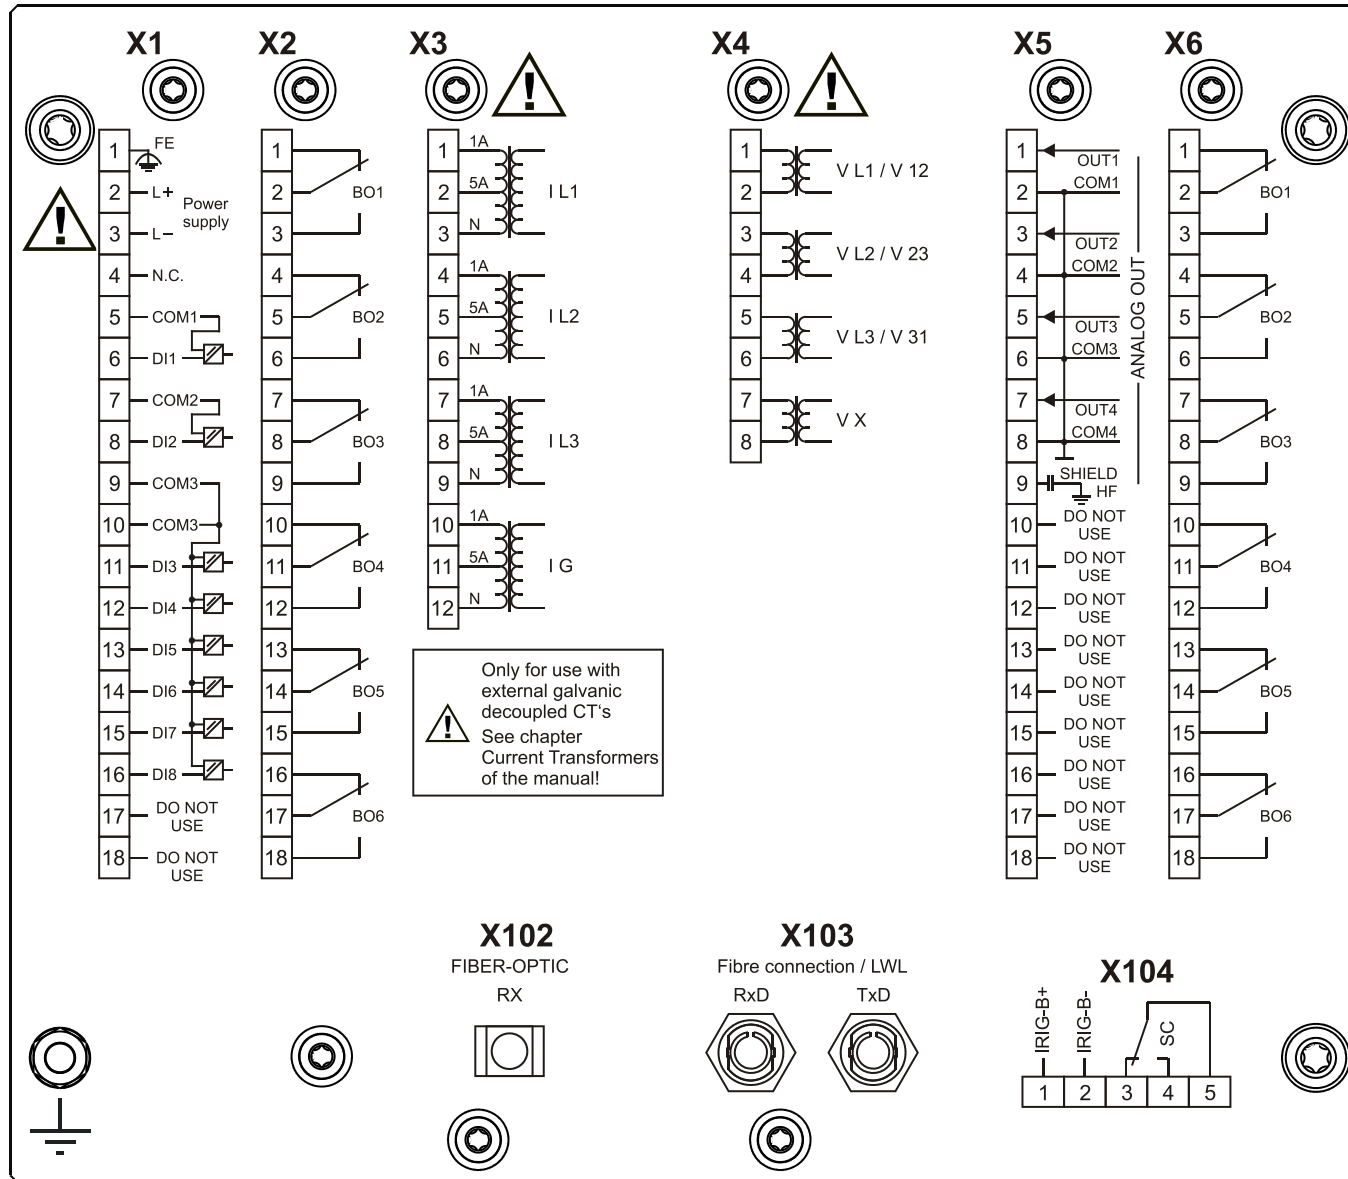 X1
1 FE
2 L+
Power
supply
3 L−
4 N.C.
5 COM1
6 DI1
7 COM2
8 DI2
9 COM3
10 COM3
11 DI3
12 DI4
13 DI5
14 DI6
15 DI7
16 DI8
17 DO NOT
USE
18 DO NOT
USE
X2
1
2 BO1
3
4
5 BO2
6
7
8 BO3
9
10
11 BO4
12
13
14 BO5
15
16
17 BO6
18
X3
1 1A
2 5A I L1
3 N
4 1A
5 5A I L2
6 N
7 1A
8 5A I L3
9 N
10 1A
11 5A I G
12 N
Only for use with
external galvanic
decoupled CT‘s
See chapter
Current Transformers
of the manual!
X4
1
V L1 / V 12
2
3
V L2 / V 23
4
5
V L3 / V 31
6
7
V X
8
X5
1 OUT1
2 COM1
3 OUT2
4 COM2
5 OUT3
6 COM3
7 OUT4
8 COM4
ANALOG OUT
9 SHIELD
HF
10 DO NOT
USE
11 DO NOT
USE
12 DO NOT
USE
13 DO NOT
USE
14 DO NOT
USE
15 DO NOT
USE
16 DO NOT
USE
17 DO NOT
USE
18 DO NOT
USE
X6
1
2 BO1
3
4
5 BO2
6
7
8 BO3
9
10
11 BO4
12
13
14 BO5
15
16
17 BO6
18
X102
FIBER-OPTIC
RX
X103
Fibre connection / LWL
RxD TxD
X104
IRIG-B+
IRIG-B-
SC
1 2 3 4 5